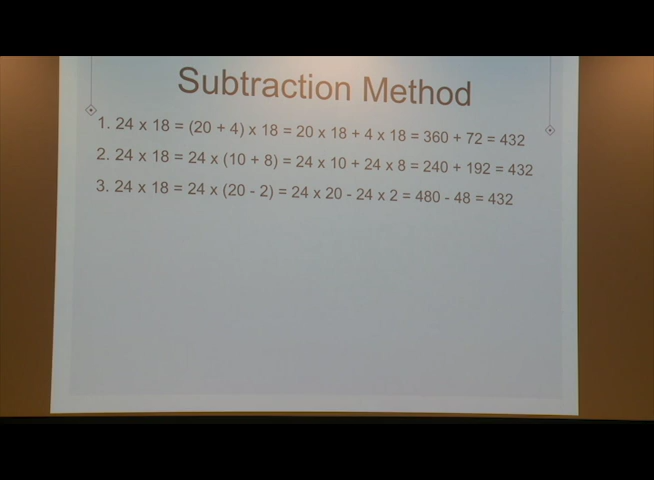 Subtraction Method
1. 24 x 18 = (20 + 4) x 18 = 20 x 18 + 4 x 18 = 360 + 72 = 432
2. 24 x 18 = 24 x (10 + 8) = 24 x 10 + 24 x 8 = 240 + 192 = 432
3. 24 x 18 = 24 x (20 - 2) = 24 x 20 - 24 x 2 = 480 - 48 = 432